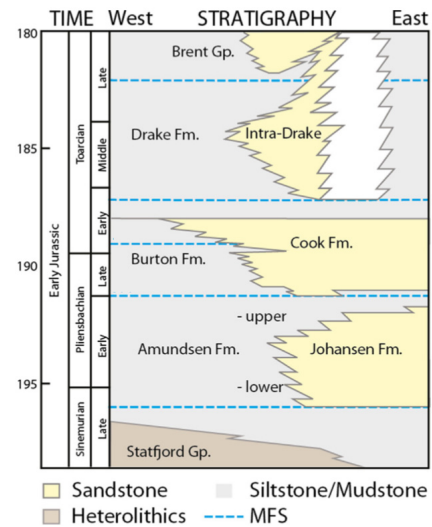 TIME West STRATIGRAPHY East
180
Brent Gp.
Late
Drake Fm. Intra-Drake
Toarcian
Middle
185
Early
Cook Fm.
Burton Fm.
190
Early Jurassic
Late
Pliensbachian
- upper
Early
Amundsen Fm. Johansen Fm.
- lower
195
Sinemurian
Late
Statfjord Gp.
Sandstone Siltstone/Mudstone
Heterolithics MFS